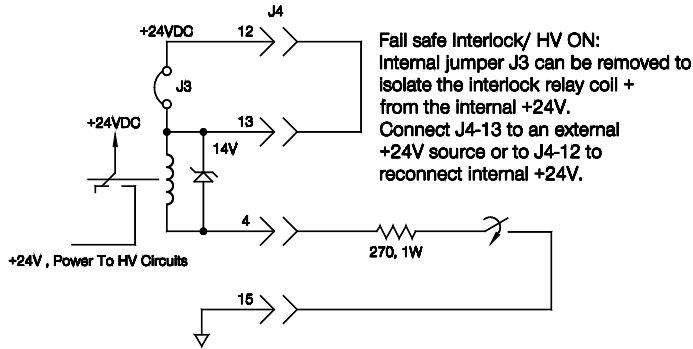 J4
+24VDC
12
Fail safe Interlock/ HV ON:
Internal jumper J3 can be removed to
isolate the interlock relay coil +
from the internal +24V.
Connect J4-13 to an external
+24V source or to J4-12 to
reconnect internal +24V.
J3
+24VDC
13
14V
4
270, 1W
+24V , Power To HV Circuits
15